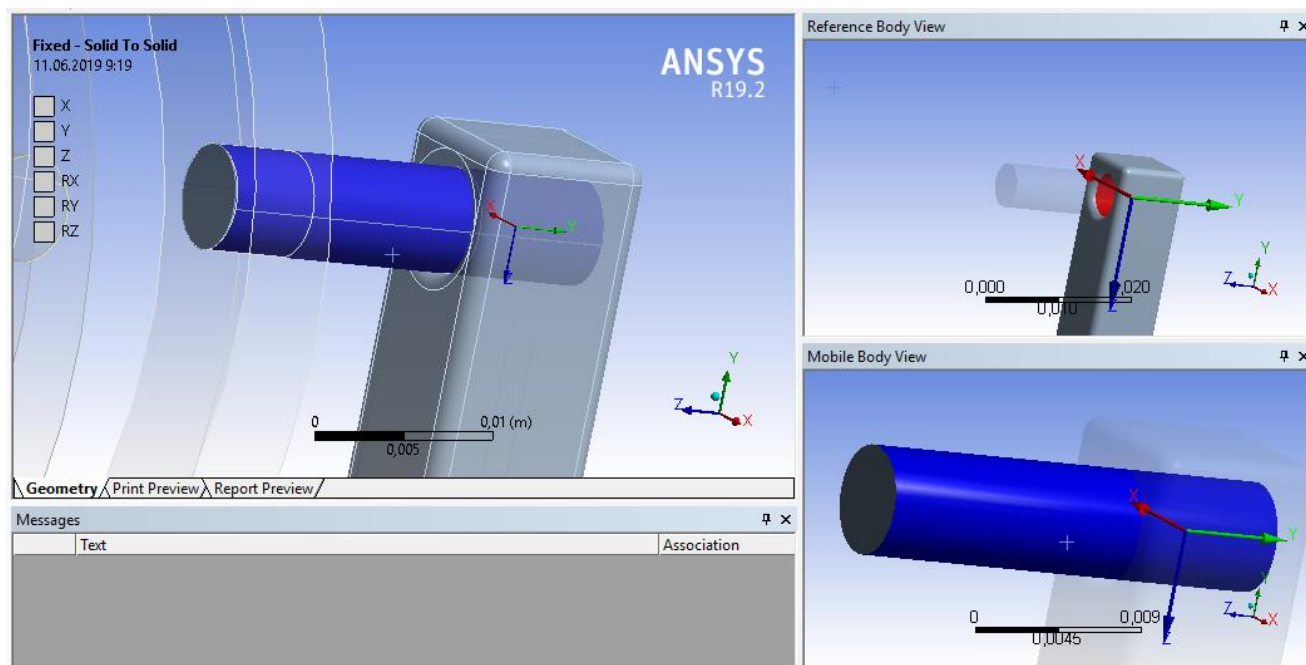 Fixed - Solid To Solid
11.06.2019 9:19
X
Y
Z
RX
RY
RZ
ANSYS
R19.2
X
Y
Z
Y
Z
X
0
0,01 (m)
0,005
Geometry
Print Preview
Report Preview
Messages
Text
Association
Reference Body View
X
Y
Z
Y
Z
X
0,000
0,020
0,010
Mobile Body View
X
Y
Z
Y
Z
X
0
0,009
0,0045